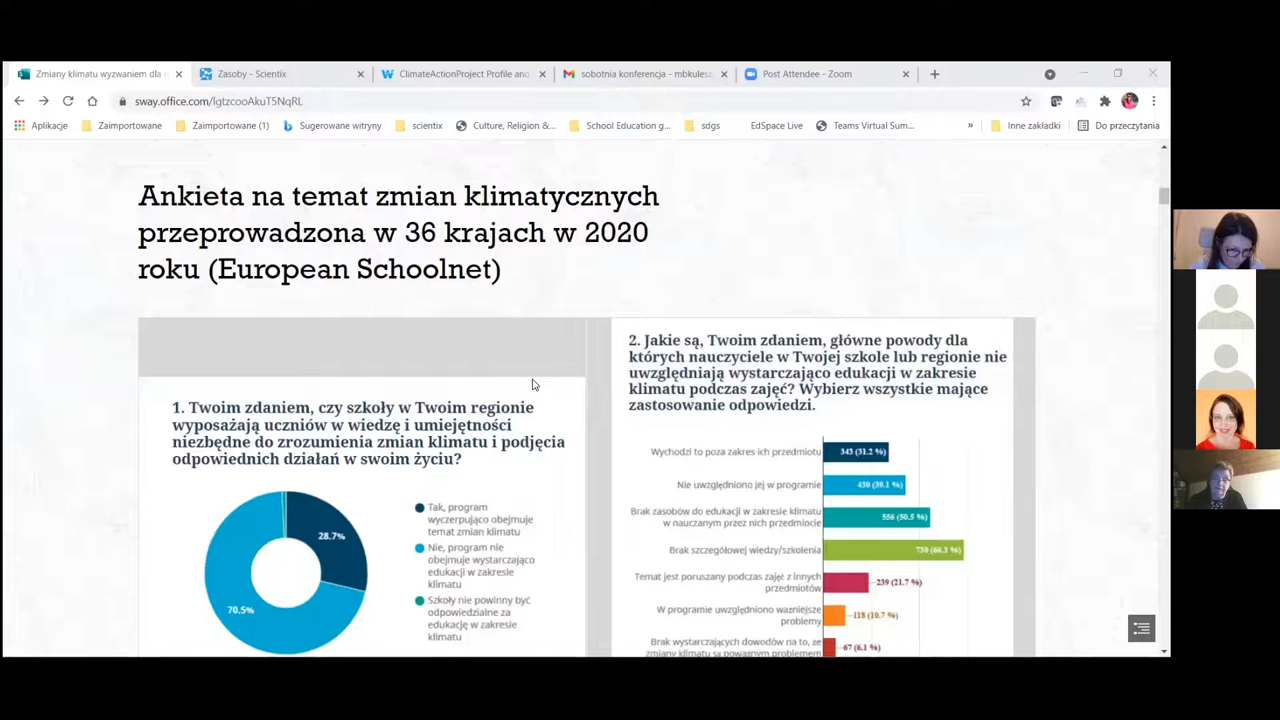 Zmiany klimatu wyzwaniem dla
Zasoby - Scientix
ClimateActionProject Profile and
sobotnia konferencja - mbkulesz
Post Attendee - Zoom
sway.office.com/lgtzcooAkuT5NqRL
Aplikacje
Zaimportowane
Zaimportowane (1)
Sugerowane witryny
scientix
Culture, Religion &...
School Education g...
sdgs
EdSpace Live
Teams Virtual Sum...
»
Inne zakładki
Do przeczytania
Ankieta na temat zmian klimatycznych
przeprowadzona w 36 krajach w 2020
roku (European Schoolnet)
1. Twoim zdaniem, czy szkoły w Twoim regionie
wyposażają uczniów w wiedzę i umiejętności
niezbędne do zrozumienia zmian klimatu i podjęcia
odpowiednich działań w swoim życiu?
28.7%
70.5%
Tak, program
wyczerpująco obejmuje
temat zmian klimatu
Nie, program nie
obejmuje wystarczająco
edukacji w zakresie
klimatu
Szkoły nie powinny być
odpowiedzialne za
edukację w zakresie
klimatu
2. Jakie są, Twoim zdaniem, główne powody dla
których nauczyciele w Twojej szkole lub regionie nie
uwzględniają wystarczająco edukacji w zakresie
klimatu podczas zajęć? Wybierz wszystkie mające
zastosowanie odpowiedzi.
Wychodzi to poza zakres ich przedmiotu
343 (31.2 %)
Nie uwzględniono jej w programie
430 (39.1 %)
Brak zasobów do edukacji w zakresie klimatu
w nauczanym przez nich przedmiocie
556 (50.5 %)
Brak szczegółowej wiedzy/szkolenia
730 (66.3 %)
Temat jest poruszany podczas zajęć z innych
przedmiotów
239 (21.7 %)
W programie uwzględniono ważniejsze
problemy
118 (10.7 %)
Brak wystarczających dowodów na to, że
zmiany klimatu są poważnym problemem
67 (6.1 %)